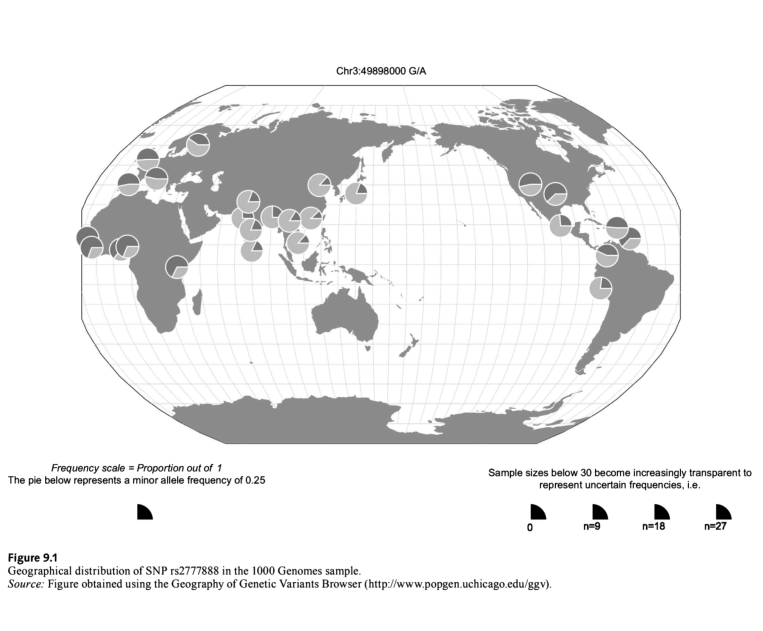 Chr3:49898000 G/A
Frequency scale = Proportion out of 1
The pie below represents a minor allele frequency of 0.25
Sample sizes below 30 become increasingly transparent to
represent uncertain frequencies, i.e.
0 n=9 n=18 n=27
Figure 9.1
Geographical distribution of SNP rs2777888 in the 1000 Genomes sample.
Source: Figure obtained using the Geography of Genetic Variants Browser (http://www.popgen.uchicago.edu/ggv).